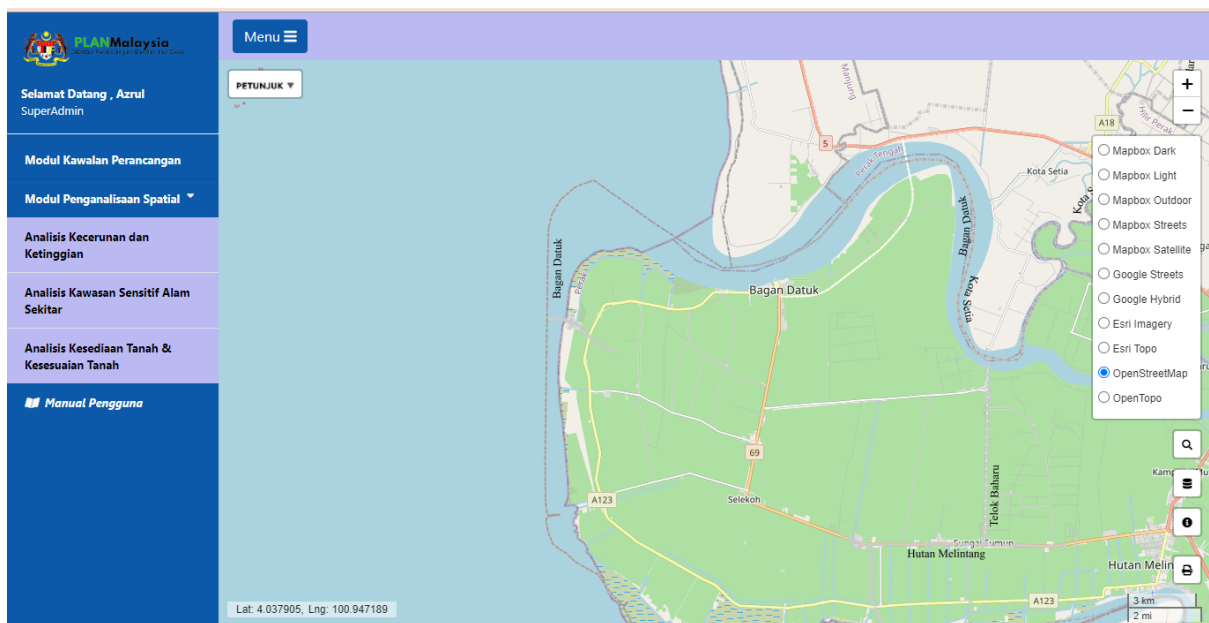 PLANMalaysia
Menu
Selamat Datang , Azrul
SuperAdmin
Modul Kawalan Perancangan
Modul Penganalisaan Spatial
Analisis Kecerunan dan
Ketinggian
Analisis Kawasan Sensitif Alam
Sekitar
Analisis Kesediaan Tanah &
Kesesuaian Tanah
Manual Pengguna
PETUNJUK ▼
Manjung
Perak Tengah
5
A18
Hilir Perak
Kota Setia
+
−
Mapbox Dark
Mapbox Light
Mapbox Outdoor
Mapbox Streets
Mapbox Satellite
Google Streets
Google Hybrid
Esri Imagery
Esri Topo
OpenStreetMap
OpenTopo
Bagan Datuk
Perak
Bagan Datuk
Bagan Datuk
Kota Setia
69
A123
Selekoh
Telok Baharu
Sungai Sumun
Hutan Melintang
Hutan Melin
A123
3 km
2 mi
Lat: 4.037905, Lng: 100.947189